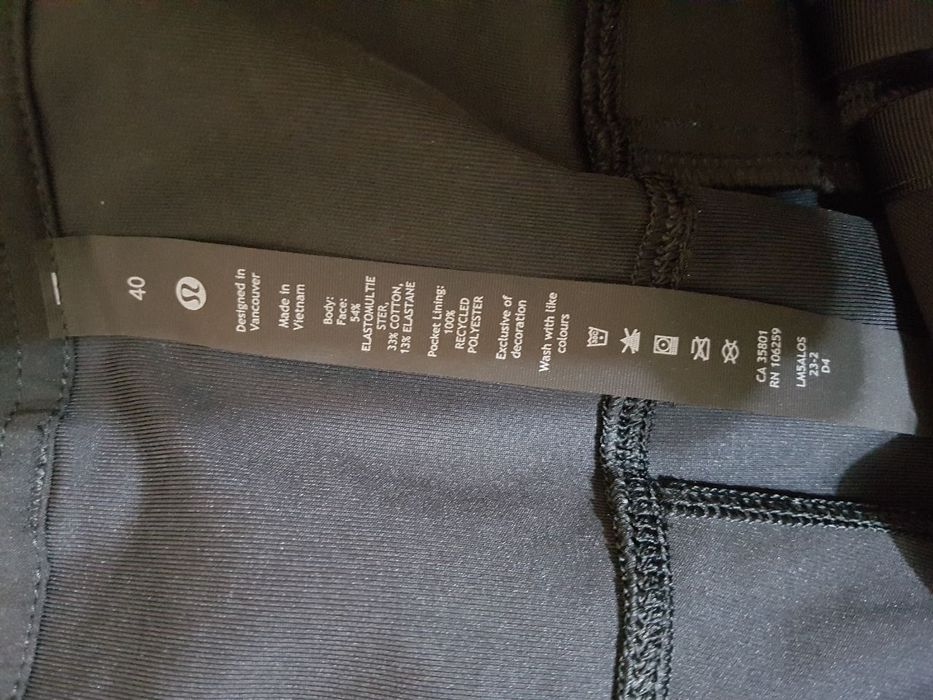 40
Designed in
Vancouver
Made in
Vietnam
Body:
Face:
54%
ELASTOMULTIE
STER,
33% COTTON,
13% ELASTANE
Pocket Lining:
100%
RECYCLED
POLYESTER
Exclusive of
decoration
Wash with like
colours
CA 35801
RN 106259
LM5ALOS
23-2
D4